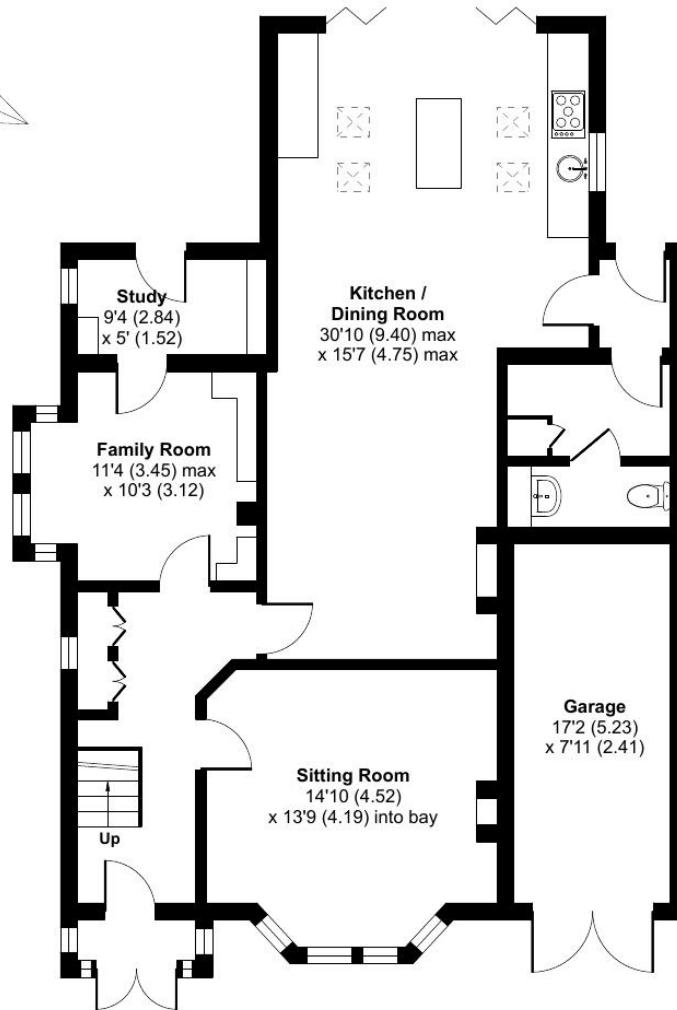 Study
9'4 (2.84)
x 5' (1.52)
Kitchen /
Dining Room
30'10 (9.40) max
x 15'7 (4.75) max
Family Room
11'4 (3.45) max
x 10'3 (3.12)
Garage
17'2 (5.23)
x 7'11 (2.41)
Sitting Room
14'10 (4.52)
x 13'9 (4.19) into bay
Up